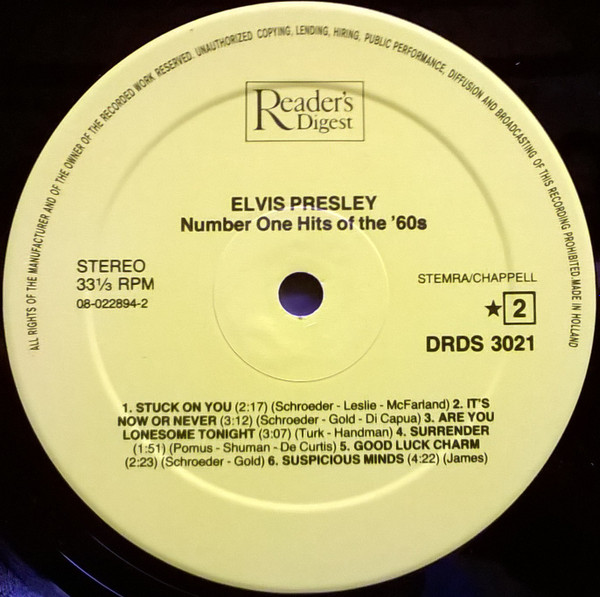 ALL RIGHTS OF THE MANUFACTURER AND OF THE OWNER OF THE RECORDED WORK RESERVED. UNAUTHORIZED COPYING, LENDING, HIRING, PUBLIC PERFORMANCE, DIFFUSION AND BROADCASTING OF THIS RECORDING PROHIBITED. MADE IN HOLLAND
Reader's
Digest
ELVIS PRESLEY
Number One Hits of the '60s
STEREO
33⅓ RPM
08-022894-2
STEMRA/CHAPPELL
★ 2
DRDS 3021
1. STUCK ON YOU (2:17) (Schroeder - Leslie - McFarland) 2. IT'S
NOW OR NEVER (3:12) (Schroeder - Gold - Di Capua) 3. ARE YOU
LONESOME TONIGHT (3:07) (Turk - Handman) 4. SURRENDER
(1:51) (Pomus - Shuman - De Curtis) 5. GOOD LUCK CHARM
(2:23) (Schroeder - Gold) 6. SUSPICIOUS MINDS (4:22) (James)